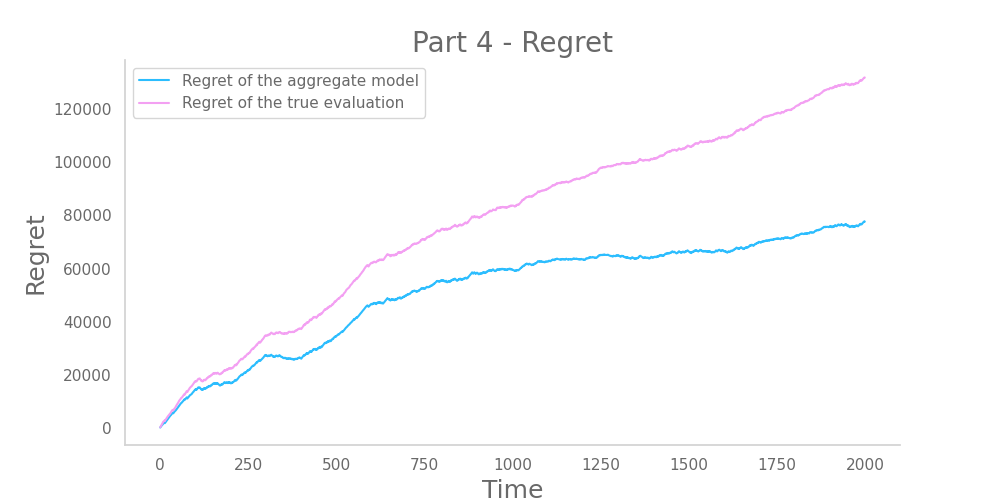 Part 4 - Regret
Regret of the aggregate model
Regret of the true evaluation
Regret
120000
100000
80000
60000
40000
20000
0
0 250 500 750 1000 1250 1500 1750 2000
Time